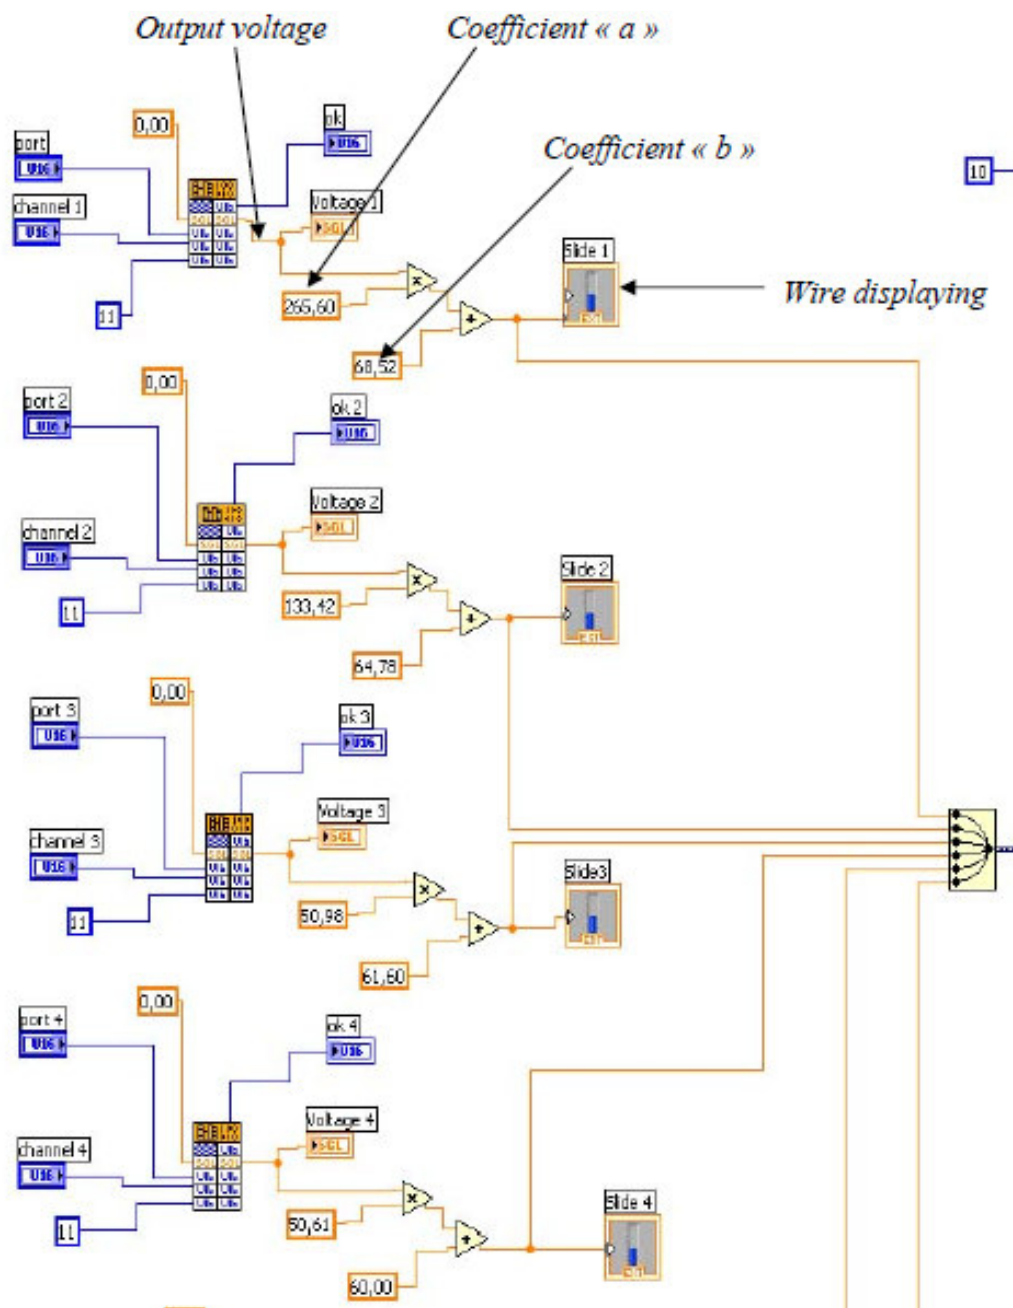 Output voltage
Coefficient « a »
0,00
ok
U16
port
U16
Coefficient « b »
10
channel 1
U16
Voltage 1
SGL
Slide 1
265,60
Wire displaying
11
68,52
0,00
port 2
U16
ok 2
U16
Voltage 2
SGL
channel 2
U16
Slide 2
133,42
11
64,78
0,00
port 3
U16
ok 3
U16
Voltage 3
SGL
channel 3
U16
Slide3
50,98
11
61,60
0,00
port 4
U16
ok 4
U16
Voltage 4
SGL
channel 4
U16
Slide 4
50,61
11
60,00